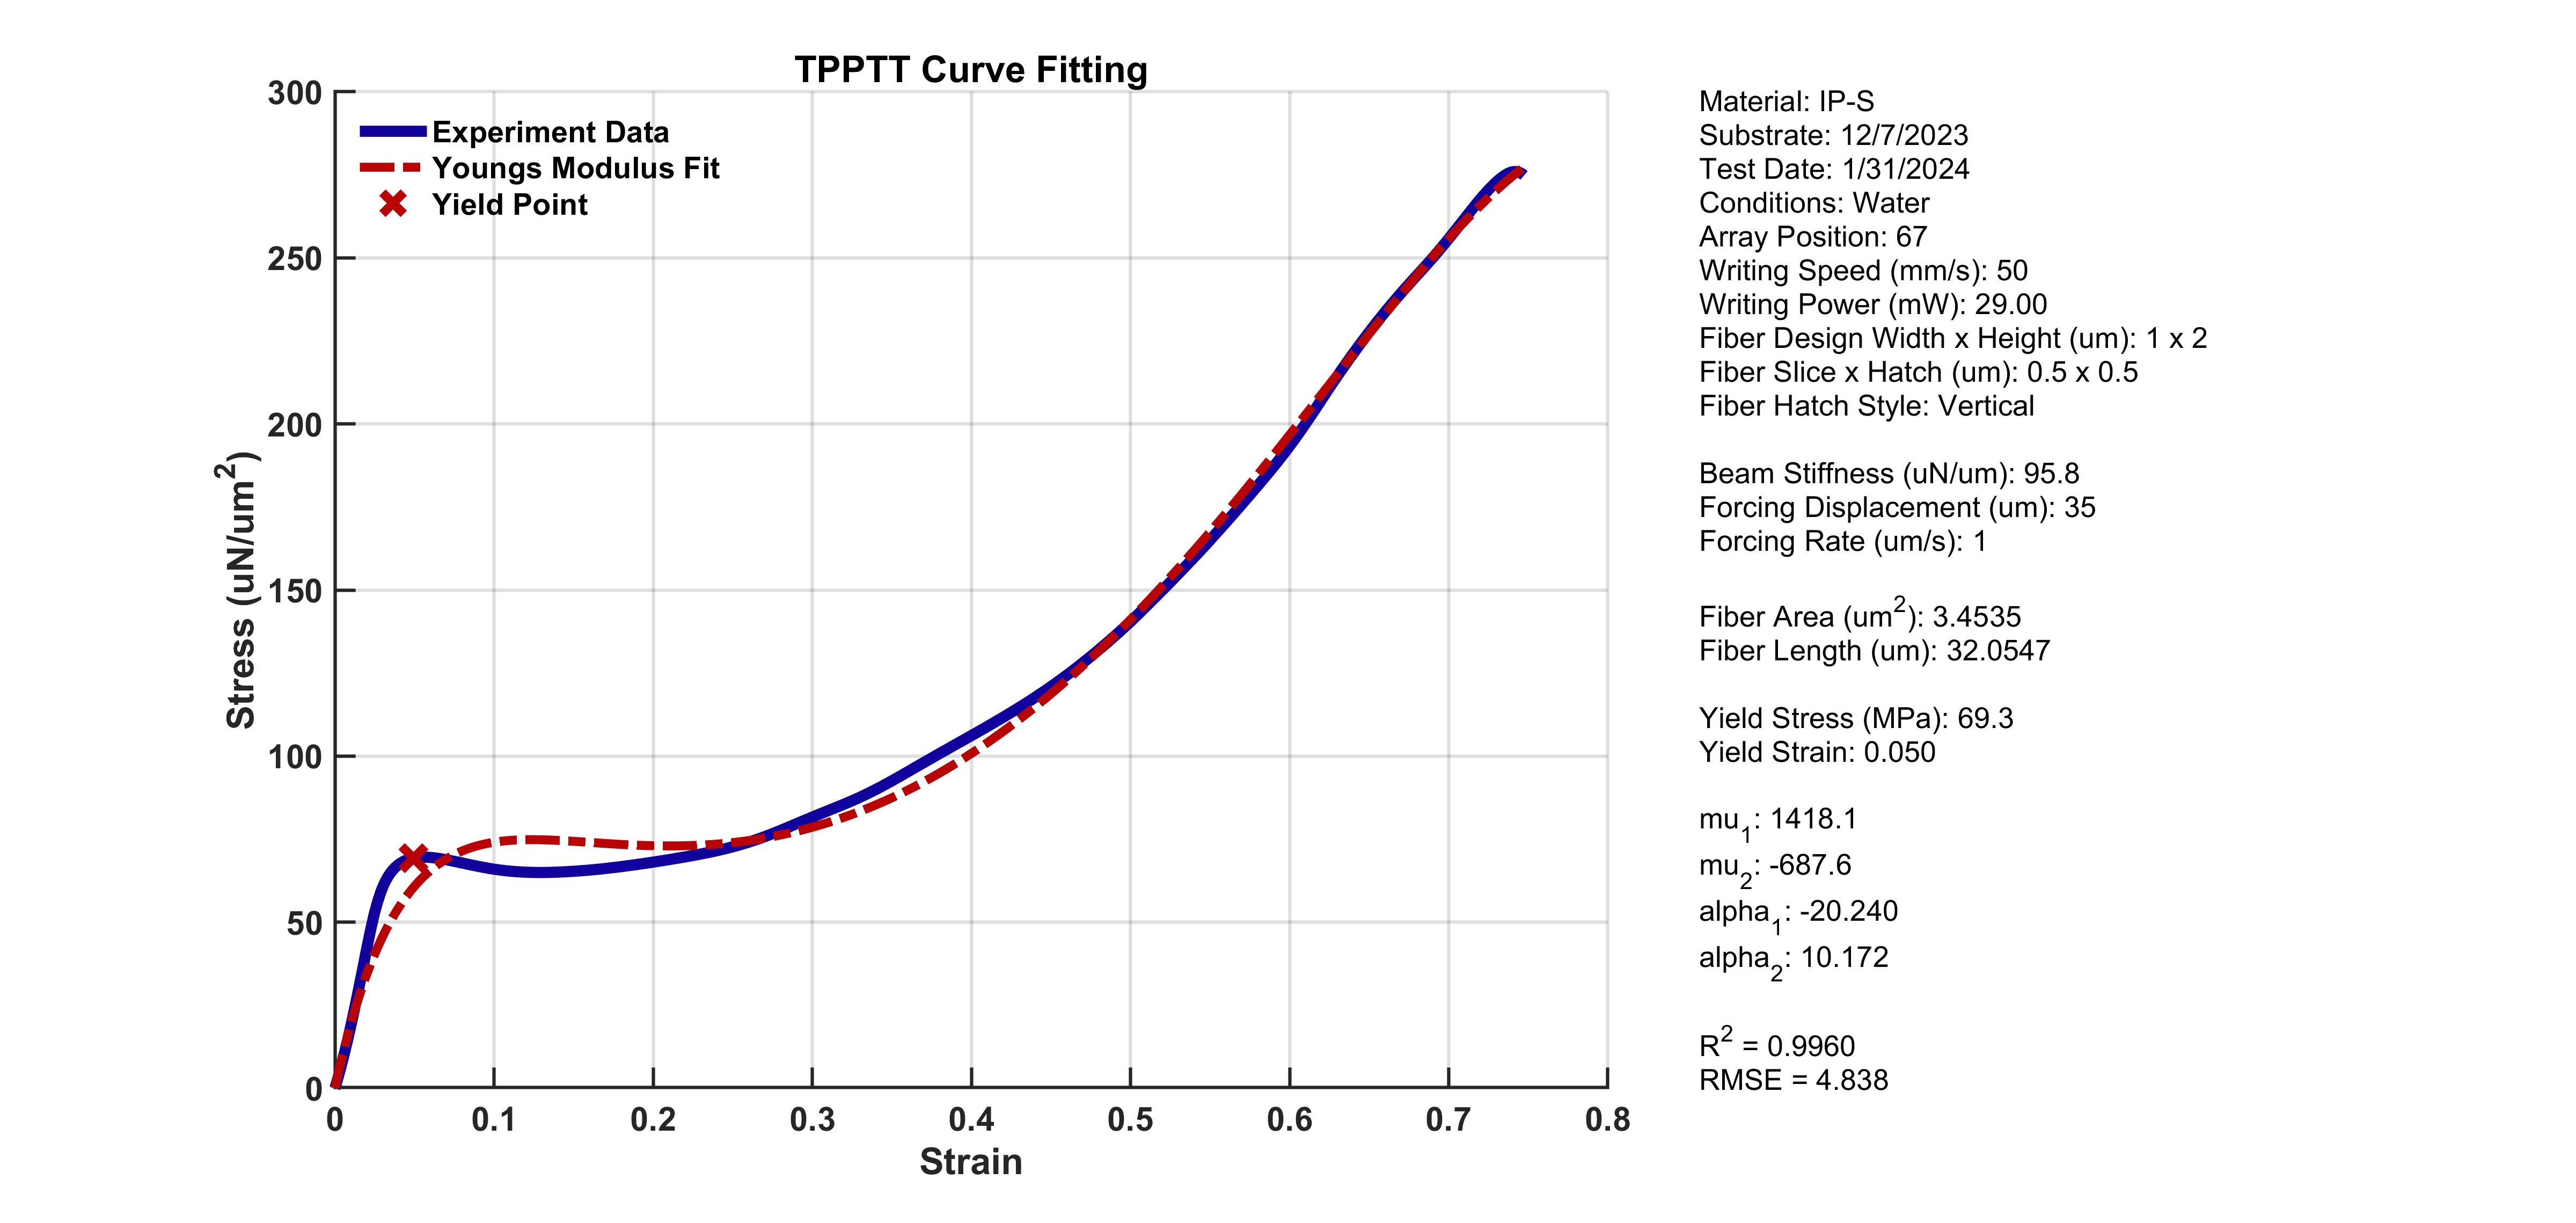 TPPTT Curve Fitting
300
250
200
150
100
50
0
Stress (uN/um²)
Experiment Data
Youngs Modulus Fit
Yield Point
0 0.1 0.2 0.3 0.4 0.5 0.6 0.7 0.8
Strain
Material: IP-S
Substrate: 12/7/2023
Test Date: 1/31/2024
Conditions: Water
Array Position: 67
Writing Speed (mm/s): 50
Writing Power (mW): 29.00
Fiber Design Width x Height (um): 1 x 2
Fiber Slice x Hatch (um): 0.5 x 0.5
Fiber Hatch Style: Vertical
Beam Stiffness (uN/um): 95.8
Forcing Displacement (um): 35
Forcing Rate (um/s): 1
Fiber Area (um²): 3.4535
Fiber Length (um): 32.0547
Yield Stress (MPa): 69.3
Yield Strain: 0.050
mu₁: 1418.1
mu₂: -687.6
alpha₁: -20.240
alpha₂: 10.172
R² = 0.9960
RMSE = 4.838